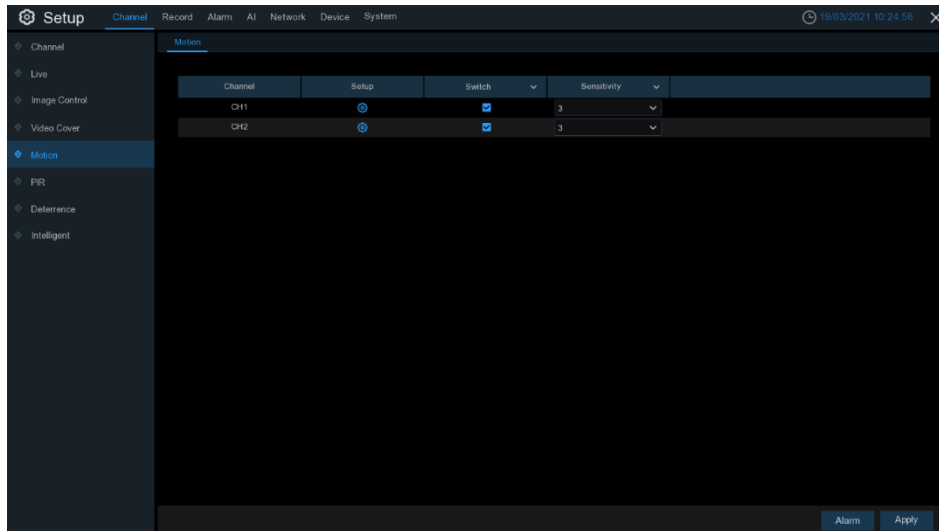 Setup Channel Record Alarm AI Network Device System 19/03/2021 10:24:58
Channel
Live
Image Control
Video Cover
Motion
PIR
Deterrence
Intelligent
Motion
Channel Setup Switch Sensitivity
CH1 3
CH2 3
Alarm Apply